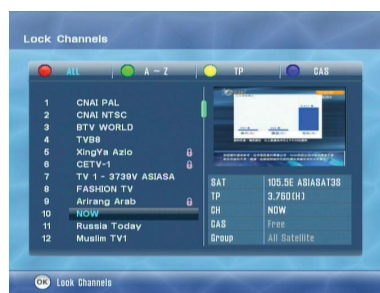 Lock Channels
ALL A ~ Z TP CAS
1 CNAI PAL
2 CNAI NTSC
3 BTV WORLD
4 TVB8
5 XingYa Azio
6 CETV-1
7 TV 1 - 3739V ASIASA
8 FASHION TV
9 Arirang Arab
10 NOW
11 Russia Today
12 Muslim TV1
SAT 105.5E ASIASAT3S
TP 3.760(H)
CH NOW
CAS Free
Group All Satellite
OK Lock Channels